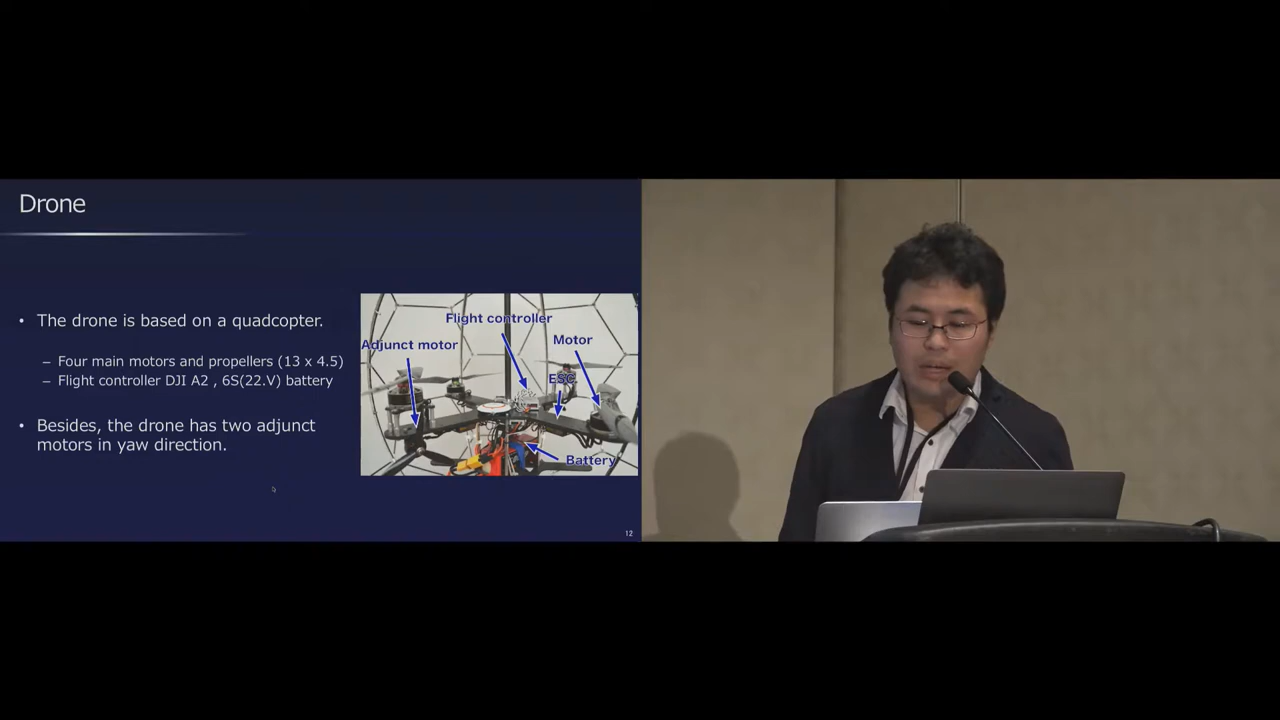 Drone
• The drone is based on a quadcopter.
– Four main motors and propellers (13 x 4.5)
– Flight controller DJI A2 , 6S(22.V) battery
• Besides, the drone has two adjunct
motors in yaw direction.
Flight controller
Adjunct motor
Motor
ESC
Battery
12